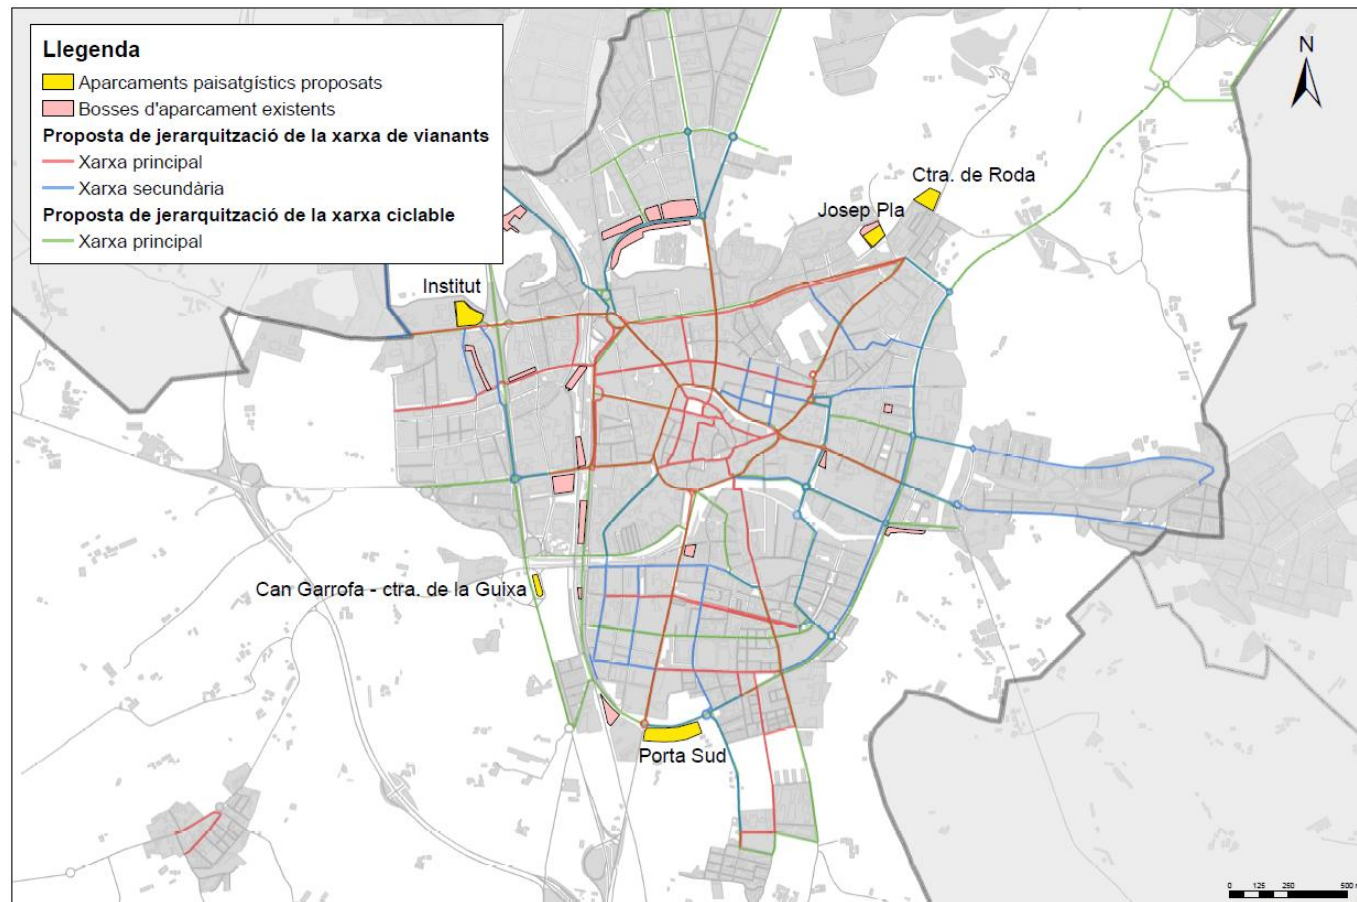 Llegenda
Aparcaments paisatgístics proposats
Bosses d'aparcament existents
Proposta de jerarquització de la xarxa de vianants
Xarxa principal
Xarxa secundària
Proposta de jerarquització de la xarxa ciclable
Xarxa principal
N
Ctra. de Roda
Josep Pla
Institut
Can Garrofa - ctra. de la Guixa
Porta Sud
0 125 250 500